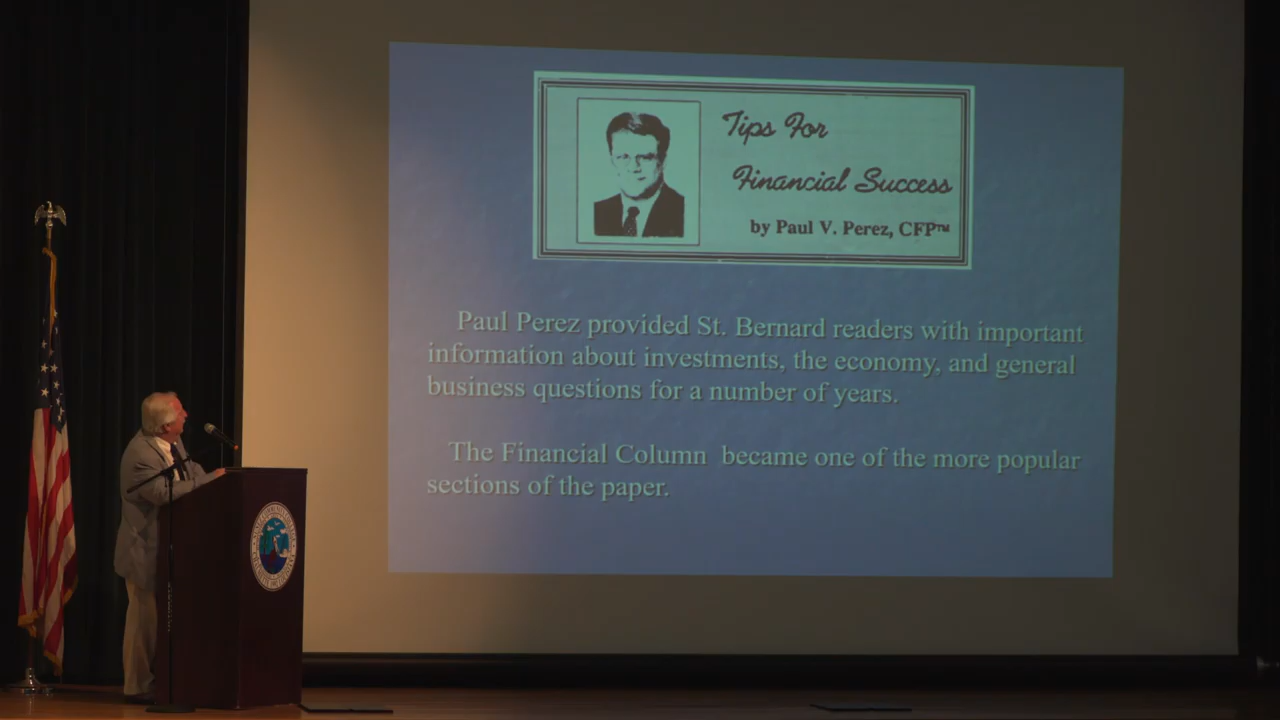 Tips For
Financial Success
by Paul V. Perez, CFP™
Paul Perez provided St. Bernard readers with important
information about investments, the economy, and general
business questions for a number of years.
The Financial Column became one of the more popular
sections of the paper.